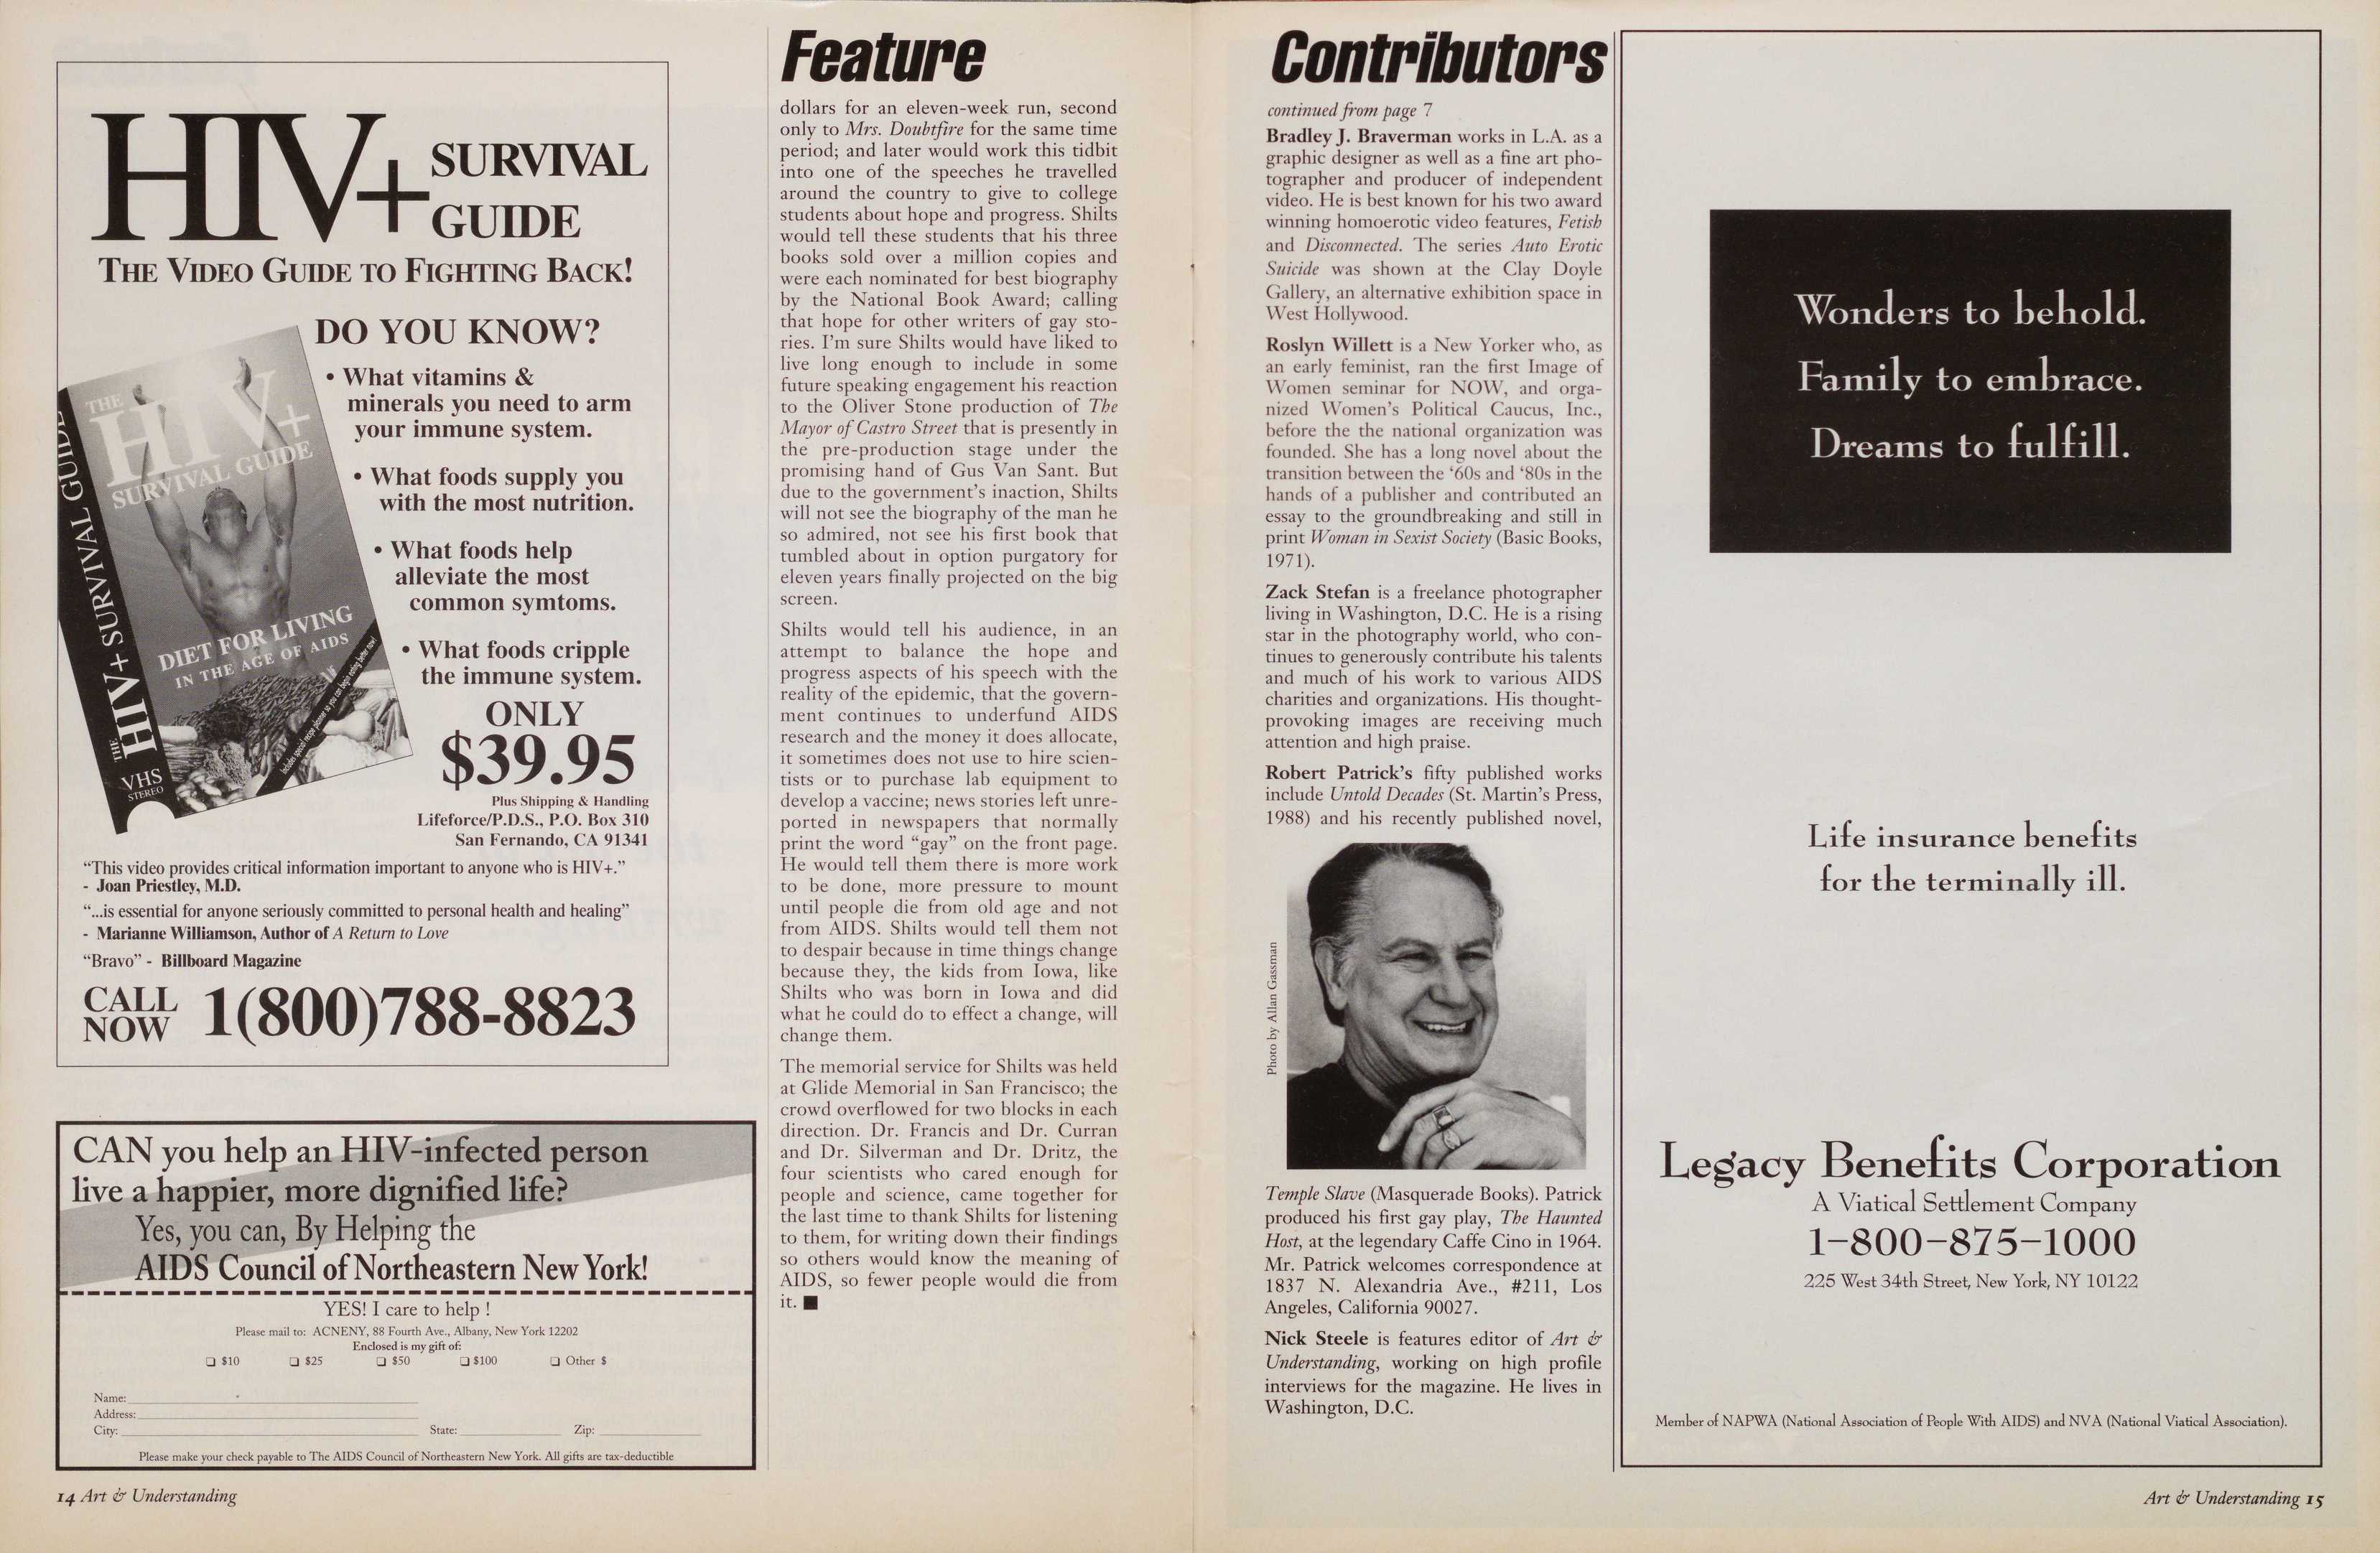 HIV+ SURVIVAL
GUIDE
THE VIDEO GUIDE TO FIGHTING BACK!
DO YOU KNOW?
• What vitamins &
minerals you need to arm
your immune system.
• What foods supply you
with the most nutrition.
• What foods help
alleviate the most
common symtoms.
• What foods cripple
the immune system.
THE
HIV+
SURVIVAL GUIDE
DIET FOR LIVING
IN THE AGE OF AIDS
Includes special recipe planner so you can begin eating better now!
THE HIV+ SURVIVAL GUIDE
VHS
STEREO
ONLY
$39.95
Plus Shipping & Handling
Lifeforce/P.D.S., P.O. Box 310
San Fernando, CA 91341
“This video provides critical information important to anyone who is HIV+.”
- Joan Priestley, M.D.
“...is essential for anyone seriously committed to personal health and healing”
- Marianne Williamson, Author of A Return to Love
“Bravo” - Billboard Magazine
CALL
NOW
1(800)788-8823
CAN you help an HIV-infected person
live a happier, more dignified life?
Yes, you can, By Helping the
AIDS Council of Northeastern New York!
YES! I care to help !
Please mail to: ACNENY, 88 Fourth Ave., Albany, New York 12202
Enclosed is my gift of:
❏ $10 ❏ $25 ❏ $50 ❏ $100 ❏ Other $
Name:
Address:
City: State: Zip:
Please make your check payable to The AIDS Council of Northeastern New York. All gifts are tax-deductible
14 Art & Understanding
Feature
dollars for an eleven-week run, second
only to Mrs. Doubtfire for the same time
period; and later would work this tidbit
into one of the speeches he travelled
around the country to give to college
students about hope and progress. Shilts
would tell these students that his three
books sold over a million copies and
were each nominated for best biography
by the National Book Award; calling
that hope for other writers of gay sto-
ries. I’m sure Shilts would have liked to
live long enough to include in some
future speaking engagement his reaction
to the Oliver Stone production of The
Mayor of Castro Street that is presently in
the pre-production stage under the
promising hand of Gus Van Sant. But
due to the government’s inaction, Shilts
will not see the biography of the man he
so admired, not see his first book that
tumbled about in option purgatory for
eleven years finally projected on the big
screen.
Shilts would tell his audience, in an
attempt to balance the hope and
progress aspects of his speech with the
reality of the epidemic, that the govern-
ment continues to underfund AIDS
research and the money it does allocate,
it sometimes does not use to hire scien-
tists or to purchase lab equipment to
develop a vaccine; news stories left unre-
ported in newspapers that normally
print the word “gay” on the front page.
He would tell them there is more work
to be done, more pressure to mount
until people die from old age and not
from AIDS. Shilts would tell them not
to despair because in time things change
because they, the kids from Iowa, like
Shilts who was born in Iowa and did
what he could do to effect a change, will
change them.
The memorial service for Shilts was held
at Glide Memorial in San Francisco; the
crowd overflowed for two blocks in each
direction. Dr. Francis and Dr. Curran
and Dr. Silverman and Dr. Dritz, the
four scientists who cared enough for
people and science, came together for
the last time to thank Shilts for listening
to them, for writing down their findings
so others would know the meaning of
AIDS, so fewer people would die from
it. ■
Contributors
continued from page 7
Bradley J. Braverman works in L.A. as a
graphic designer as well as a fine art pho-
tographer and producer of independent
video. He is best known for his two award
winning homoerotic video features, Fetish
and Disconnected. The series Auto Erotic
Suicide was shown at the Clay Doyle
Gallery, an alternative exhibition space in
West Hollywood.
Roslyn Willett is a New Yorker who, as
an early feminist, ran the first Image of
Women seminar for NOW, and orga-
nized Women’s Political Caucus, Inc.,
before the the national organization was
founded. She has a long novel about the
transition between the ‘60s and ‘80s in the
hands of a publisher and contributed an
essay to the groundbreaking and still in
print Woman in Sexist Society (Basic Books,
1971).
Zack Stefan is a freelance photographer
living in Washington, D.C. He is a rising
star in the photography world, who con-
tinues to generously contribute his talents
and much of his work to various AIDS
charities and organizations. His thought-
provoking images are receiving much
attention and high praise.
Robert Patrick’s fifty published works
include Untold Decades (St. Martin’s Press,
1988) and his recently published novel,
Photo by Allan Gassman
Temple Slave (Masquerade Books). Patrick
produced his first gay play, The Haunted
Host, at the legendary Caffe Cino in 1964.
Mr. Patrick welcomes correspondence at
1837 N. Alexandria Ave., #211, Los
Angeles, California 90027.
Nick Steele is features editor of Art &
Understanding, working on high profile
interviews for the magazine. He lives in
Washington, D.C.
Wonders to behold.
Family to embrace.
Dreams to fulfill.
Life insurance benefits
for the terminally ill.
Legacy Benefits Corporation
A Viatical Settlement Company
1-800-875-1000
225 West 34th Street, New York, NY 10122
Member of NAPWA (National Association of People With AIDS) and NVA (National Viatical Association).
Art & Understanding 15